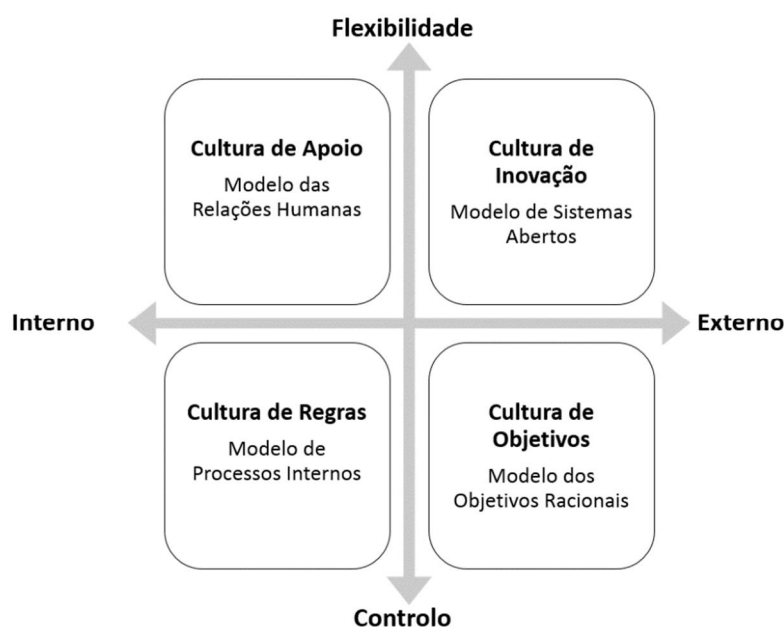 Flexibilidade
Cultura de Apoio
Modelo das
Relações Humanas
Cultura de
Inovação
Modelo de Sistemas
Abertos
Interno
Externo
Cultura de Regras
Modelo de
Processos Internos
Cultura de
Objetivos
Modelo dos
Objetivos Racionais
Controlo